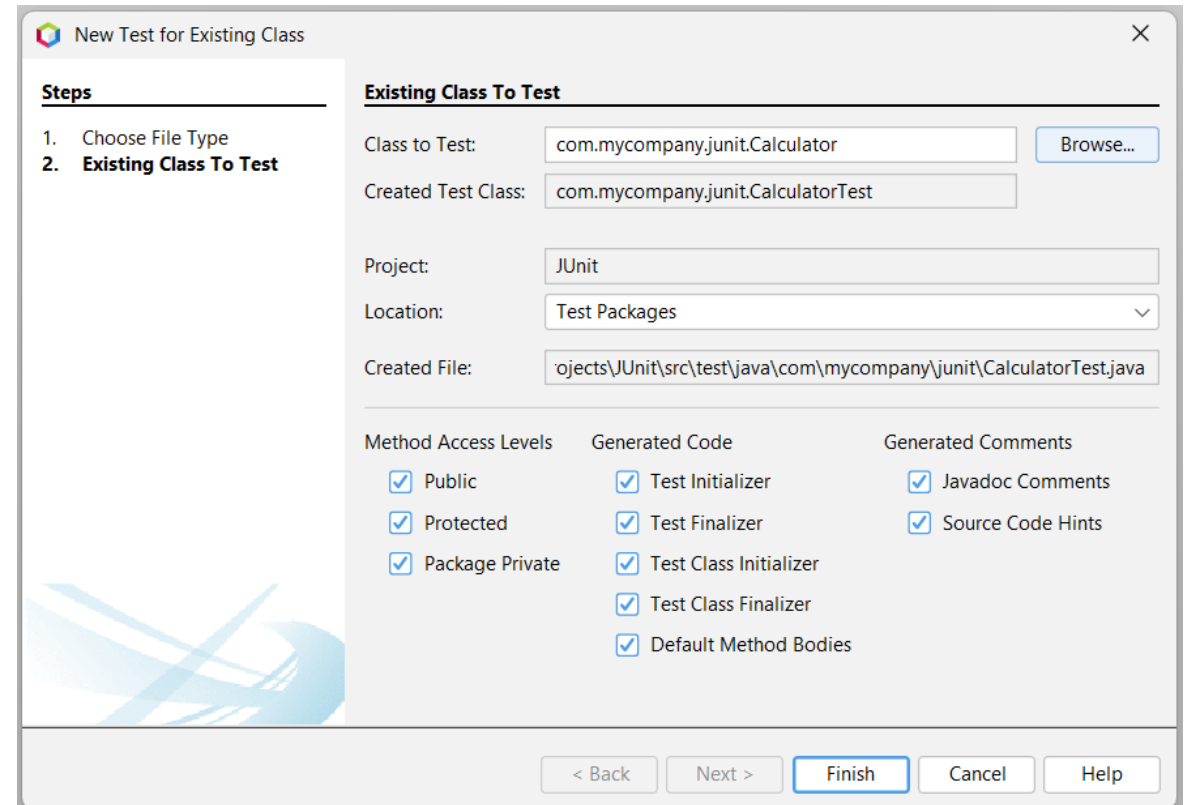 New Test for Existing Class
Steps
1. Choose File Type
2. Existing Class To Test
Existing Class To Test
Class to Test: com.mycompany.junit.Calculator Browse...
Created Test Class: com.mycompany.junit.CalculatorTest
Project: JUnit
Location: Test Packages
Created File: ojects\JUnit\src\test\java\com\mycompany\junit\CalculatorTest.java
Method Access Levels Generated Code Generated Comments
Public Test Initializer Javadoc Comments
Protected Test Finalizer Source Code Hints
Package Private Test Class Initializer
Test Class Finalizer
Default Method Bodies
< Back Next > Finish Cancel Help